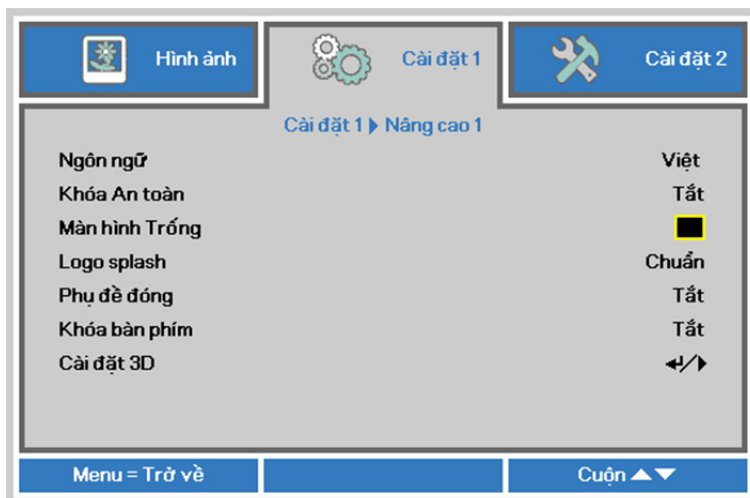 Hình ảnh
Cài đặt 1
Cài đặt 2
Cài đặt 1 ▶ Nâng cao 1
Ngôn ngữ Việt
Khóa An toàn Tắt
Màn hình Trống
Logo splash Chuẩn
Phụ đề đóng Tắt
Khóa bàn phím Tắt
Cài đặt 3D ↵/▶
Menu = Trở về
Cuộn ▲▼